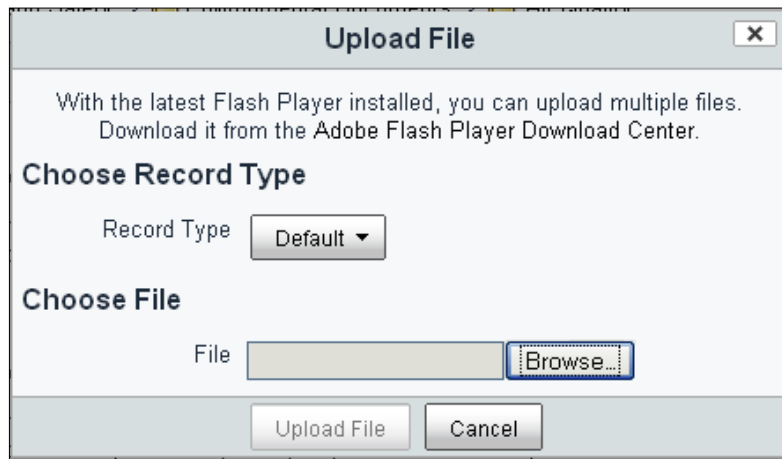 Upload File
With the latest Flash Player installed, you can upload multiple files.
Download it from the Adobe Flash Player Download Center.
Choose Record Type
Record Type Default
Choose File
File Browse...
Upload File Cancel